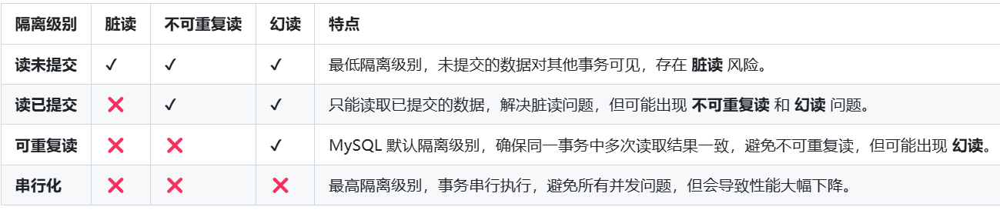 隔离级别 脏读 不可重复读 幻读 特点
读未提交 ✓ ✓ ✓ 最低隔离级别，未提交的数据对其他事务可见，存在 脏读 风险。
读已提交 ❌ ✓ ✓ 只能读取已提交的数据，解决脏读问题，但可能出现 不可重复读 和 幻读 问题。
可重复读 ❌ ❌ ✓ MySQL 默认隔离级别，确保同一事务中多次读取结果一致，避免不可重复读，但可能出现 幻读。
串行化 ❌ ❌ ❌ 最高隔离级别，事务串行执行，避免所有并发问题，但会导致性能大幅下降。